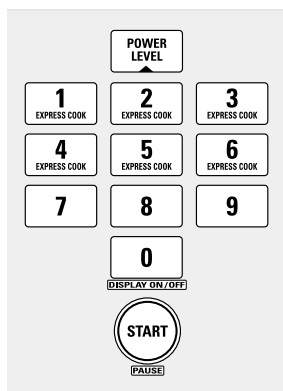 POWER
LEVEL
1 2 3
EXPRESS COOK EXPRESS COOK EXPRESS COOK
4 5 6
EXPRESS COOK EXPRESS COOK EXPRESS COOK
7 8 9
0
DISPLAY ON/OFF
START
PAUSE